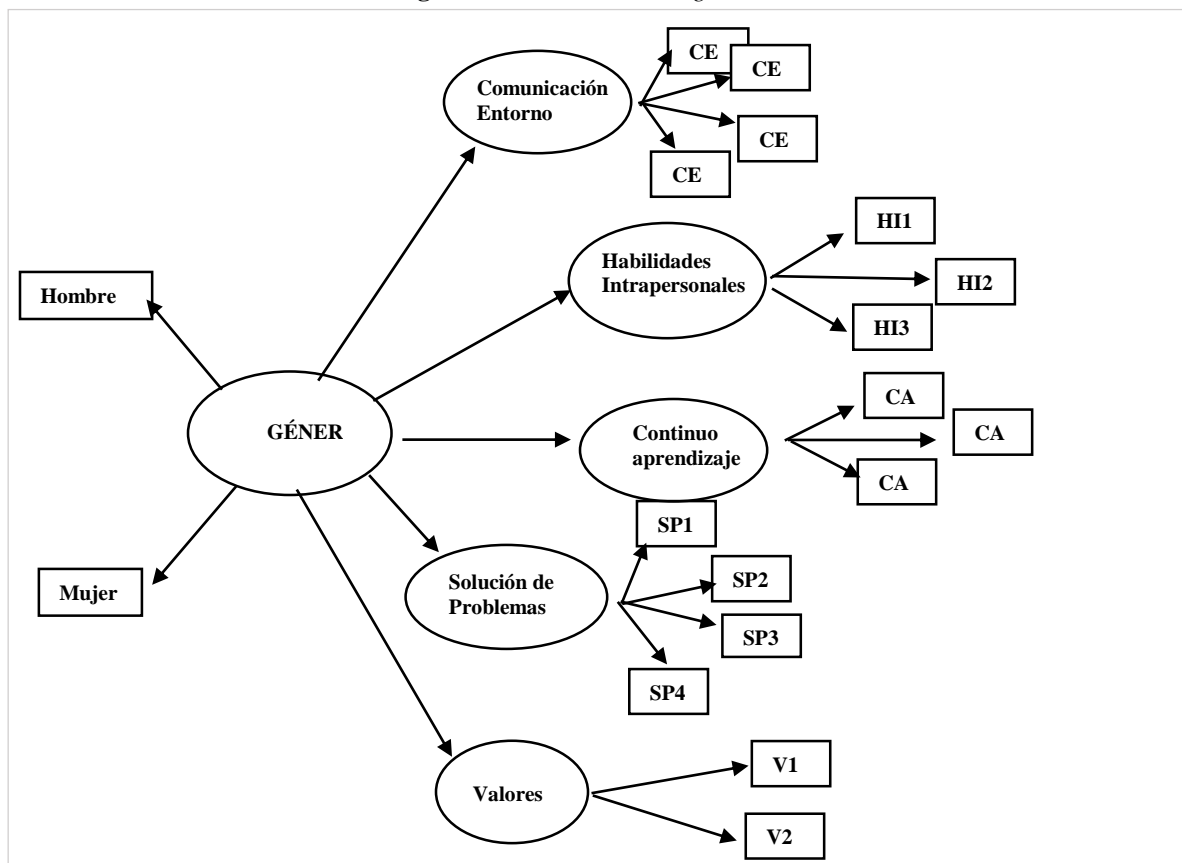 CE
CE
Comunicación
Entorno
CE
CE
HI1
Habilidades
Intrapersonales
HI2
Hombre
HI3
CA
GÉNER
Continuo
aprendizaje
CA
CA
SP1
SP2
Solución de
Problemas
Mujer
SP3
SP4
V1
Valores
V2